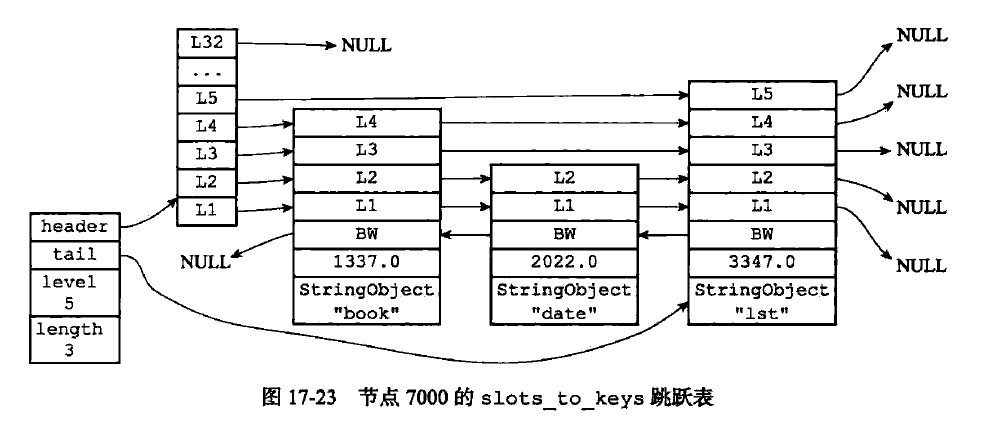 L32
NULL
...
L5
L4
L3
L2
L1
header
tail
level
5
length
3
NULL
L4
L3
L2
L1
BW
1337.0
StringObject
"book"
L2
L1
BW
2022.0
StringObject
"date"
L5
L4
L3
L2
L1
BW
3347.0
StringObject
"lst"
NULL
NULL
NULL
NULL
NULL
图 17-23 节点 7000 的 slots_to_keys 跳跃表